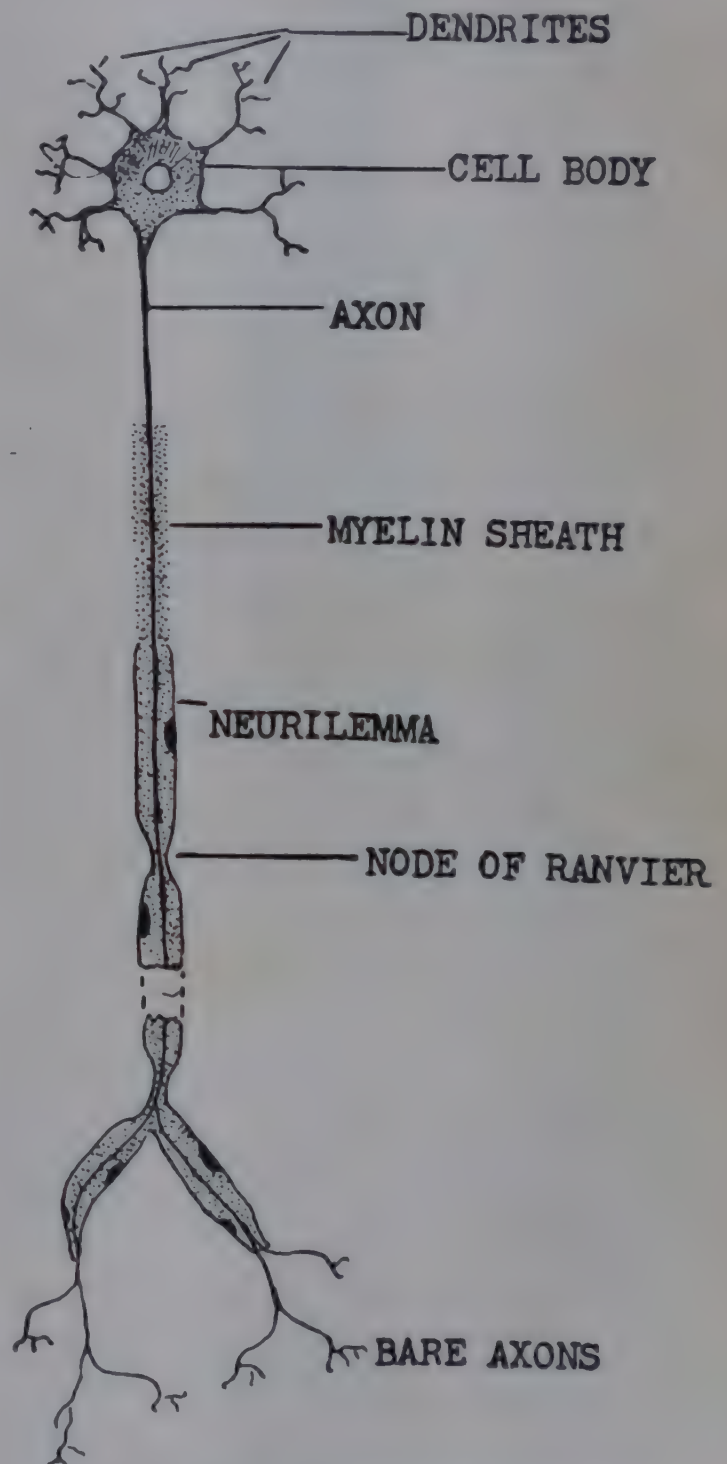 DENDRITES
CELL BODY
AXON
MYELIN SHEATH
NEURILEMMA
NODE OF RANVIER
BARE AXONS